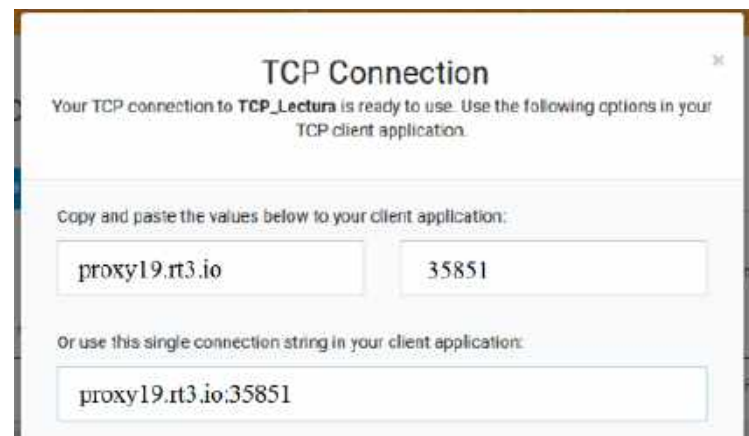 TCP Connection
×
Your TCP connection to TCP_Lectura is ready to use. Use the following options in your
TCP client application.
Copy and paste the values below to your client application:
proxy19.rt3.io
35851
Or use this single connection string in your client application:
proxy19.rt3.io:35851